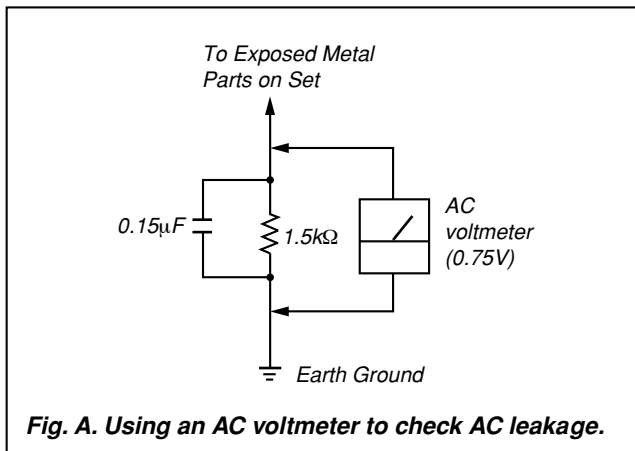 To Exposed Metal
Parts on Set
0.15μF
1.5kΩ
AC
voltmeter
(0.75V)
Earth Ground
Fig. A. Using an AC voltmeter to check AC leakage.